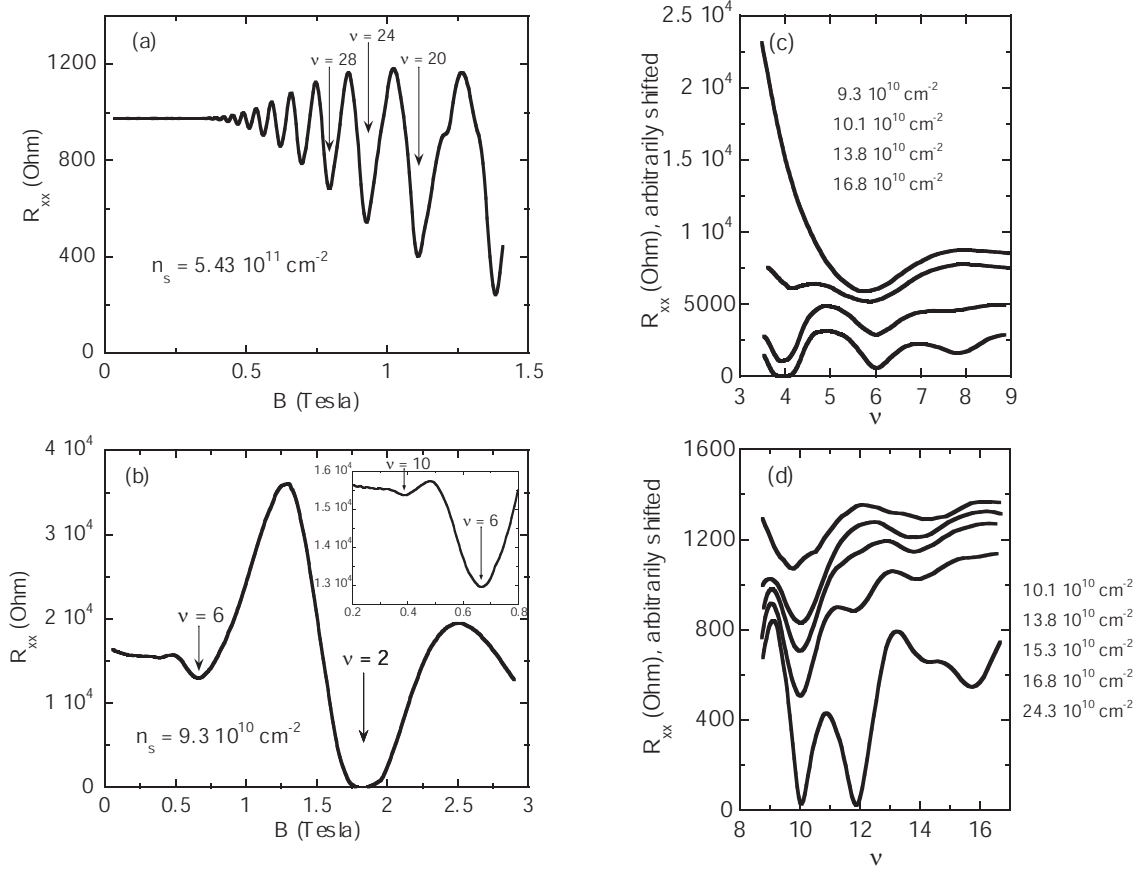 (a)
ν = 24
ν = 28
ν = 20
1200
800
400
0
R_xx (Ohm)
n_s = 5.43 10^11 cm^-2
0 0.5 1 1.5
B (Tesla)
(b)
4 10^4
3 10^4
2 10^4
1 10^4
0
R_xx (Ohm)
ν = 6
ν = 2
n_s = 9.3 10^10 cm^-2
0 0.5 1 1.5 2 2.5 3
B (Tesla)
1.6 10^4
1.5 10^4
1.4 10^4
1.3 10^4
ν = 10
ν = 6
0.2 0.4 0.6 0.8
(c)
2.5 10^4
2 10^4
1.5 10^4
1 10^4
5000
0
R_xx (Ohm), arbitrarily shifted
9.3 10^10 cm^-2
10.1 10^10 cm^-2
13.8 10^10 cm^-2
16.8 10^10 cm^-2
3 4 5 6 7 8 9
ν
(d)
1600
1200
800
400
0
R_xx (Ohm), arbitrarily shifted
10.1 10^10 cm^-2
13.8 10^10 cm^-2
15.3 10^10 cm^-2
16.8 10^10 cm^-2
24.3 10^10 cm^-2
8 10 12 14 16
ν